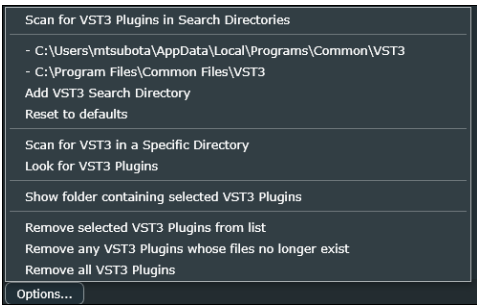 Scan for VST3 Plugins in Search Directories
- C:\Users\mtsubota\AppData\Local\Programs\Common\VST3
- C:\Program Files\Common Files\VST3
Add VST3 Search Directory
Reset to defaults
Scan for VST3 in a Specific Directory
Look for VST3 Plugins
Show folder containing selected VST3 Plugins
Remove selected VST3 Plugins from list
Remove any VST3 Plugins whose files no longer exist
Remove all VST3 Plugins
Options...